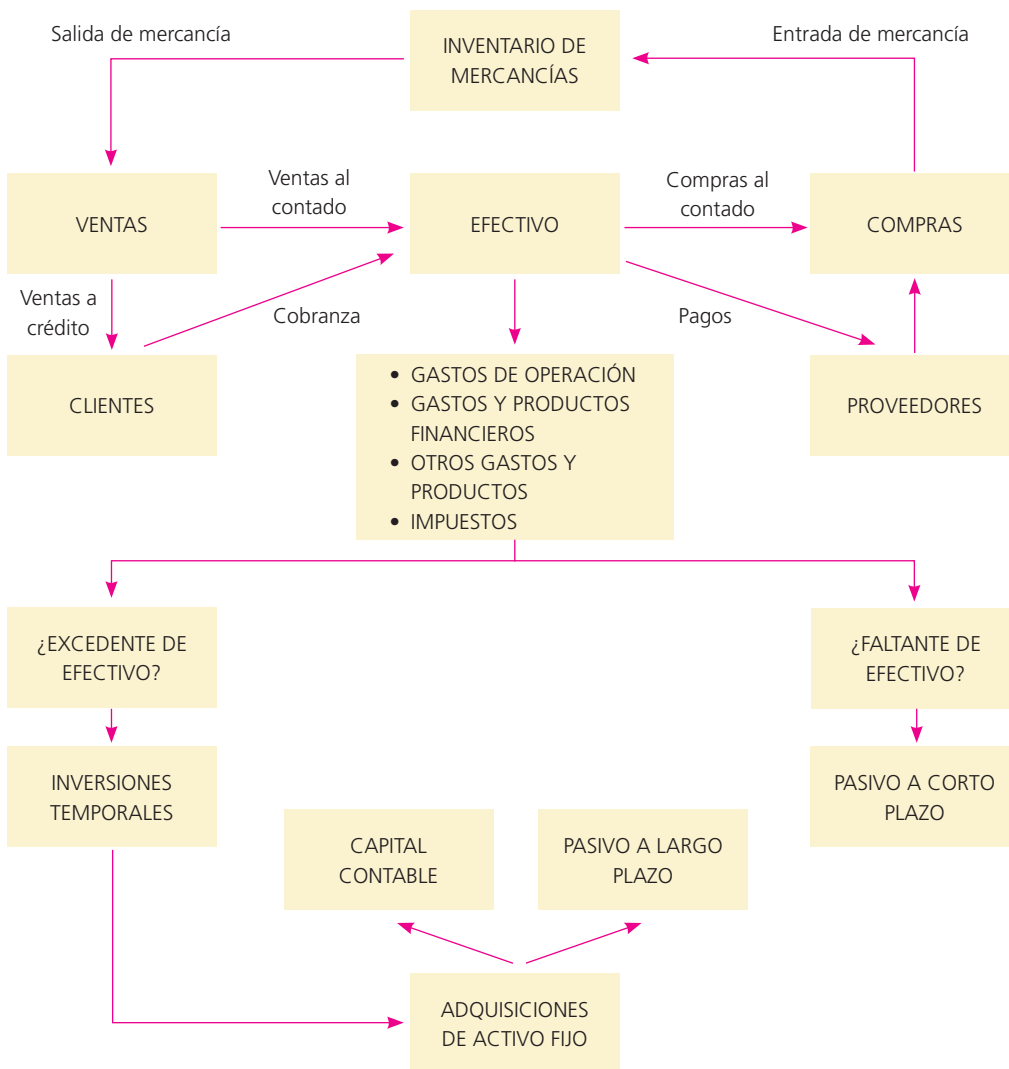 Salida de mercancía
INVENTARIO DE
MERCANCÍAS
Entrada de mercancía
VENTAS
Ventas al
contado
EFECTIVO
Compras al
contado
COMPRAS
Ventas a
crédito
Cobranza
Pagos
CLIENTES
• GASTOS DE OPERACIÓN
• GASTOS Y PRODUCTOS
FINANCIEROS
• OTROS GASTOS Y
PRODUCTOS
• IMPUESTOS
PROVEEDORES
¿EXCEDENTE DE
EFECTIVO?
¿FALTANTE DE
EFECTIVO?
INVERSIONES
TEMPORALES
PASIVO A CORTO
PLAZO
CAPITAL
CONTABLE
PASIVO A LARGO
PLAZO
ADQUISICIONES
DE ACTIVO FIJO